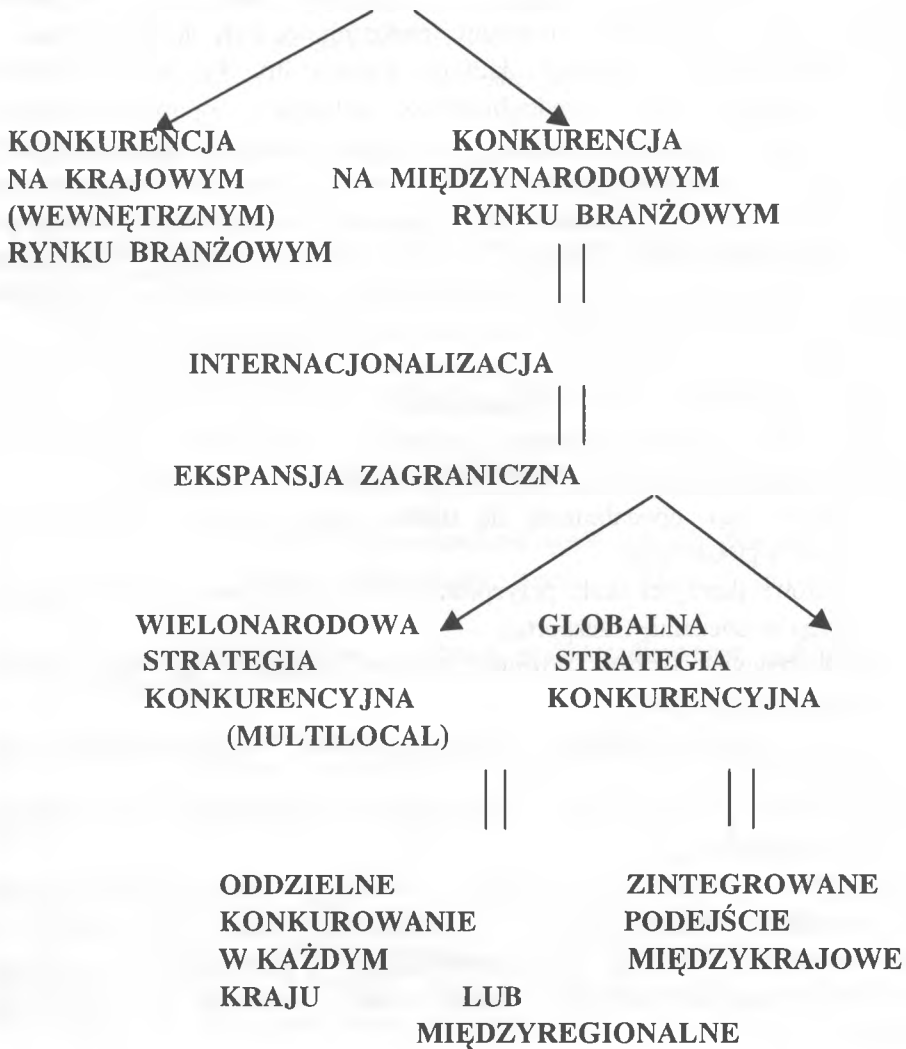 KONKURENCJA
NA KRAJOWYM
(WEWNĘTRZNYM)
RYNKU BRANŻOWYM
KONKURENCJA
NA MIĘDZYNARODOWYM
RYNKU BRANŻOWYM
INTERNACJONALIZACJA
EKSPANSJA ZAGRANICZNA
WIELONARODOWA
STRATEGIA
KONKURENCYJNA
(MULTILOCAL)
GLOBALNA
STRATEGIA
KONKURENCYJNA
ODDZIELNE
KONKUROWANIE
W KAŻDYM
KRAJU
ZINTEGROWANE
PODEJŚCIE
MIĘDZYKRAJOWE
LUB
MIĘDZYREGIONALNE